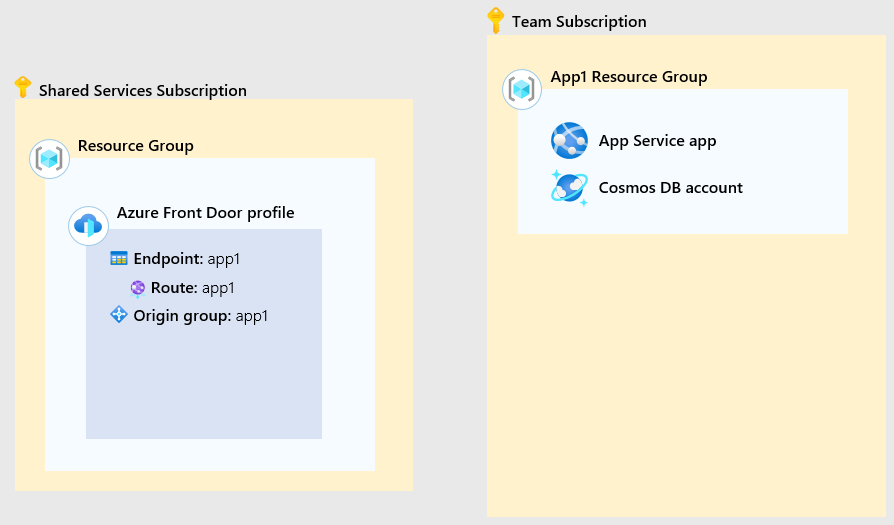 Shared Services Subscription
Resource Group
Azure Front Door profile
Endpoint: app1
Route: app1
Origin group: app1
Team Subscription
App1 Resource Group
App Service app
Cosmos DB account